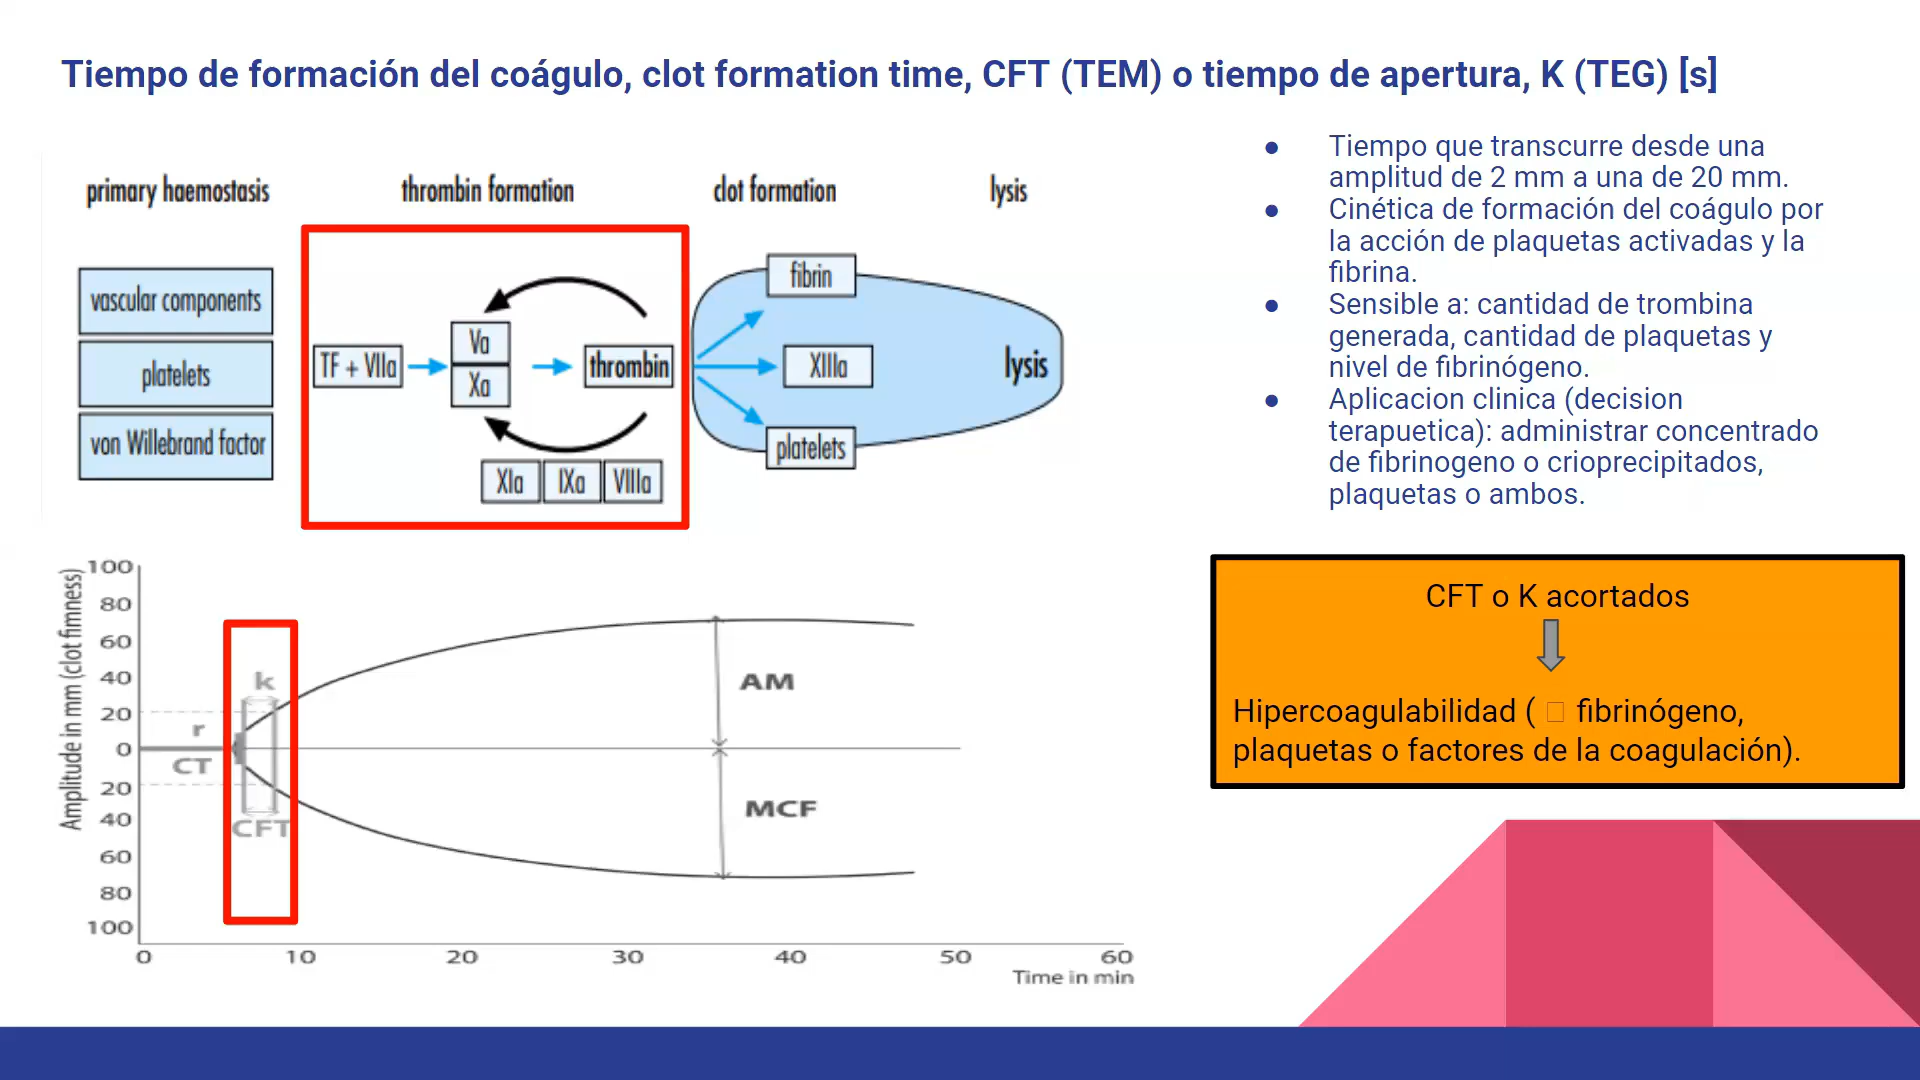 Tiempo de formación del coágulo, clot formation time, CFT (TEM) o tiempo de apertura, K (TEG) [s]
primary haemostasis
thrombin formation
clot formation
lysis
vascular components
platelets
von Willebrand factor
TF + VIIa
Va
Xa
thrombin
XIa
IXa
VIIIa
fibrin
XIIIa
platelets
lysis
● Tiempo que transcurre desde una
amplitud de 2 mm a una de 20 mm.
● Cinética de formación del coágulo por
la acción de plaquetas activadas y la
fibrina.
● Sensible a: cantidad de trombina
generada, cantidad de plaquetas y
nivel de fibrinógeno.
● Aplicacion clinica (decision
terapuetica): administrar concentrado
de fibrinogeno o crioprecipitados,
plaquetas o ambos.
CFT o K acortados
Hipercoagulabilidad ( fibrinógeno,
plaquetas o factores de la coagulación).
Amplitude in mm (clot fimness)
100
80
60
40
20
0
20
40
60
80
100
k
r
CT
CFT
AM
MCF
0 10 20 30 40 50 60
Time in min